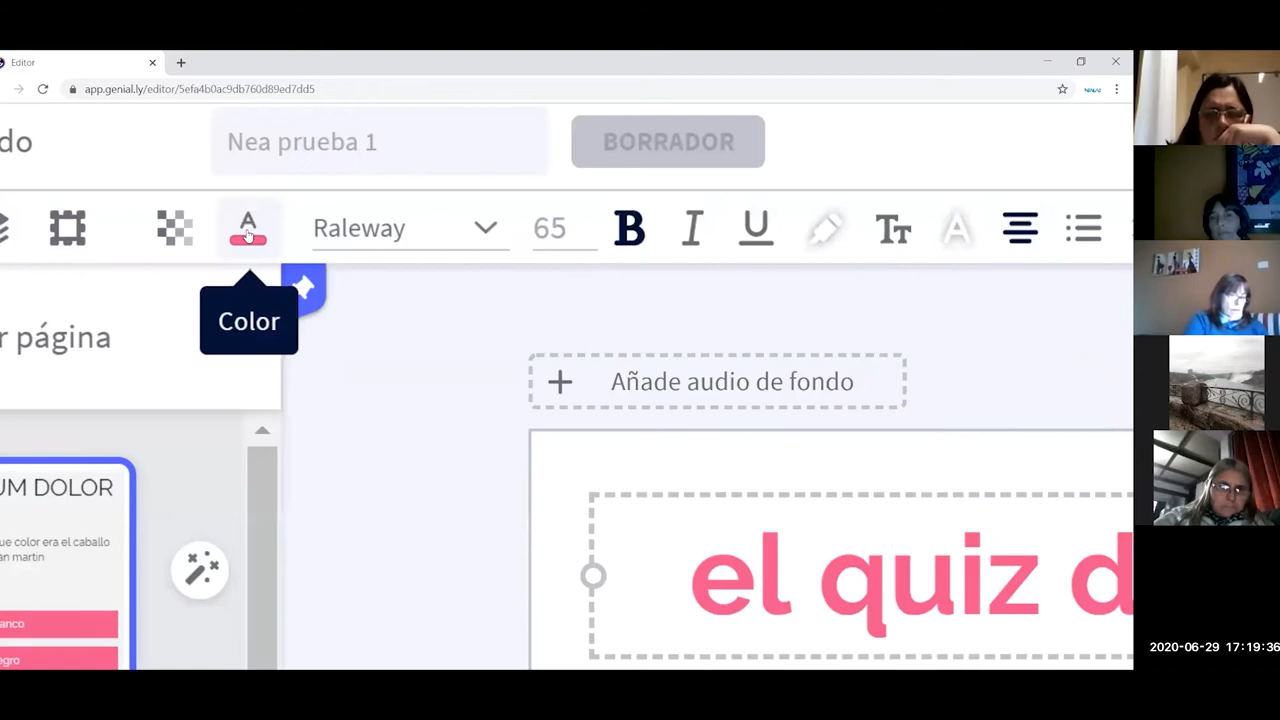 Editor
app.genial.ly/editor/5efa4b0ac9db760d89ed7dd5
do
Nea prueba 1
BORRADOR
A
Raleway
65
B I U TT A
Color
r página
Añade audio de fondo
UM DOLOR
ue color era el caballo
an martin
anco
egro
el quiz d
2020-06-29 17:19:36